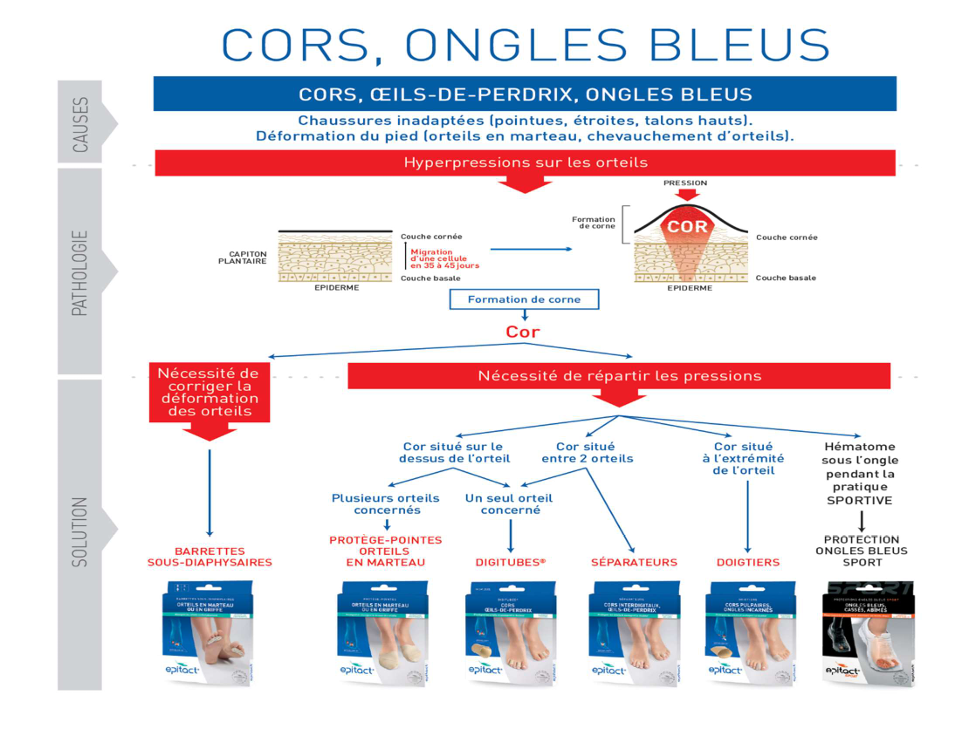 CORS, ONGLES BLEUS
CAUSES
CORS, ŒILS-DE-PERDRIX, ONGLES BLEUS
Chaussures inadaptées (pointues, étroites, talons hauts).
Déformation du pied (orteils en marteau, chevauchement d'orteils).
Hyperpressions sur les orteils
PATHOLOGIE
CAPITON
PLANTAIRE
Couche cornée
Migration
d'une cellule
en 35 à 45 jours
Couche basale
EPIDERME
PRESSION
Formation
de corne
COR
Couche cornée
Couche basale
EPIDERME
Formation de corne
Cor
SOLUTION
Nécessité de
corriger la
déformation
des orteils
Nécessité de répartir les pressions
Cor situé sur le
dessus de l'orteil
Cor situé
entre 2 orteils
Cor situé
à l'extrémité
de l'orteil
Hématome
sous l'ongle
pendant la
pratique
SPORTIVE
Plusieurs orteils
concernés
Un seul orteil
concerné
BARRETTES
SOUS-DIAPHYSAIRES
PROTÈGE-POINTES
ORTEILS
EN MARTEAU
DIGITUBES®
SÉPARATEURS
DOIGTIERS
PROTECTION
ONGLES BLEUS
SPORT
ORTEILS EN MARTEAU
OU EN GRIFFE
epitact
ORTEILS EN MARTEAU
OU EN GRIFFE
epitact
CORS
ŒILS-DE-PERDRIX
epitact
CORS INTERDIGITAUX,
ŒILS-DE-PERDRIX
epitact
CORS PULPAIRES,
ONGLES INCARNÉS
epitact
SPORT
ONGLES BLEUS,
CASSÉS, ABÎMÉS
epitact